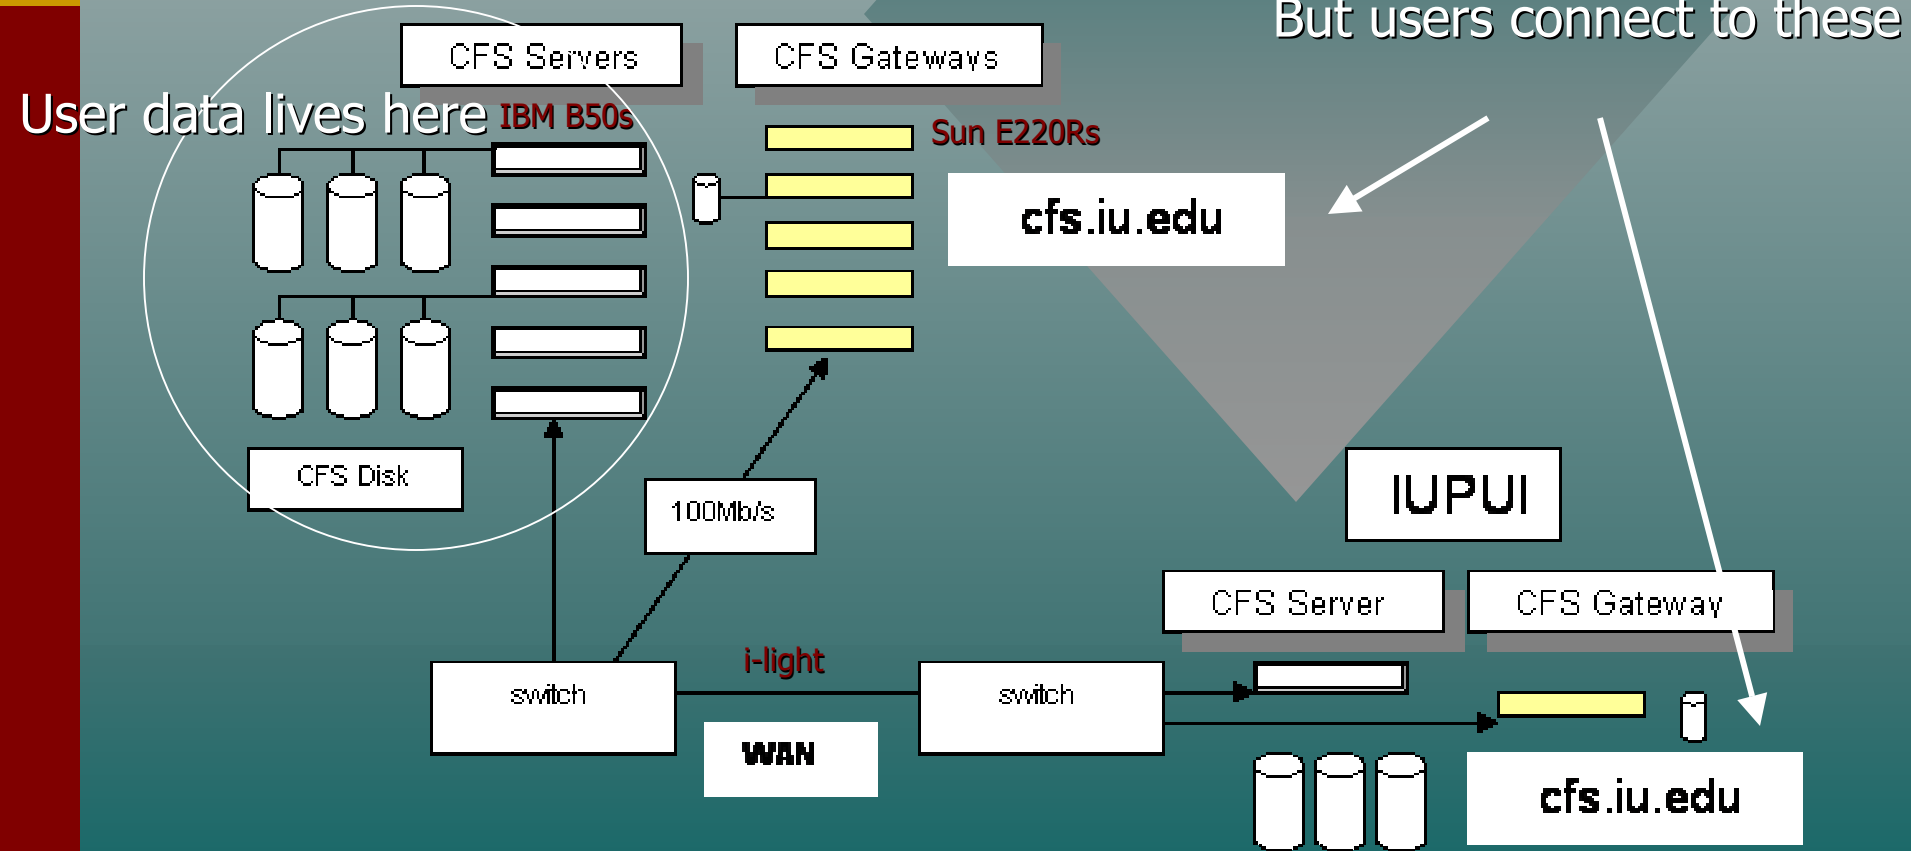 But users connect to these
CFS Servers
CFS Gateways
User data lives here
IBM B50s
Sun E220Rs
cfs.iu.edu
CFS Disk
100Mb/s
IUPUI
CFS Server
CFS Gateway
i-light
switch
switch
WAN
cfs.iu.edu